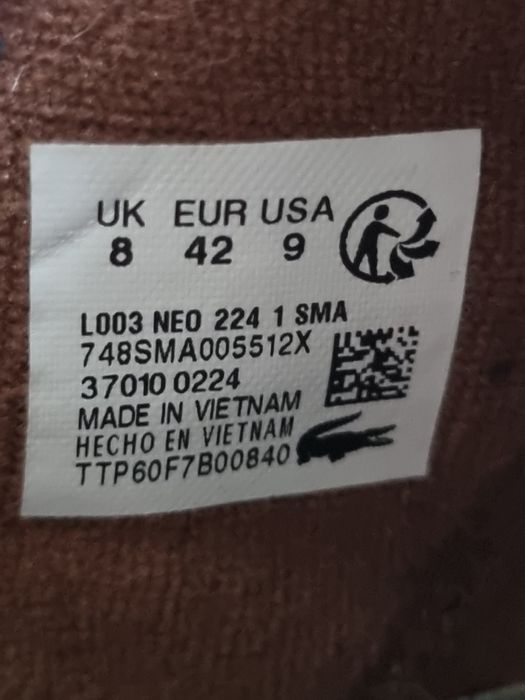 UK EUR USA
8 42 9
L003 NEO 224 1 SMA
748SMA005512X
37010 0224
MADE IN VIETNAM
HECHO EN VIETNAM
TTP60F7B00840